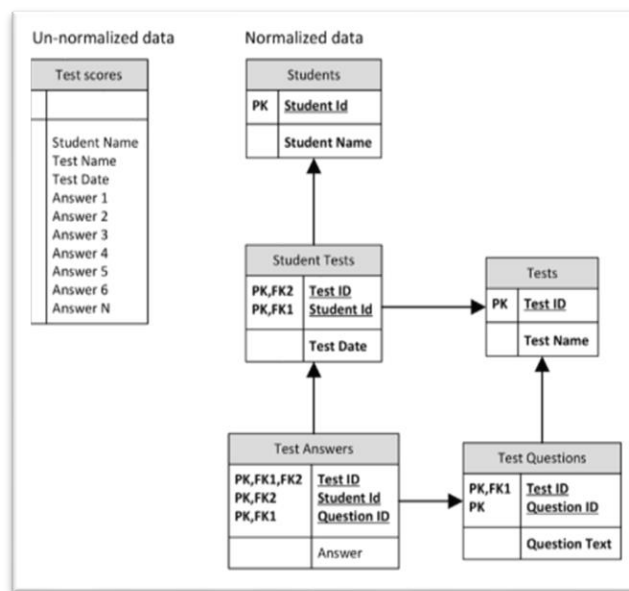 Un-normalized data
Test scores
Student Name
Test Name
Test Date
Answer 1
Answer 2
Answer 3
Answer 4
Answer 5
Answer 6
Answer N
Normalized data
Students
PK Student Id
Student Name
Student Tests
PK,FK2 Test ID
PK,FK1 Student Id
Test Date
Tests
PK Test ID
Test Name
Test Answers
PK,FK1,FK2 Test ID
PK,FK2 Student Id
PK,FK1 Question ID
Answer
Test Questions
PK,FK1 Test ID
PK Question ID
Question Text